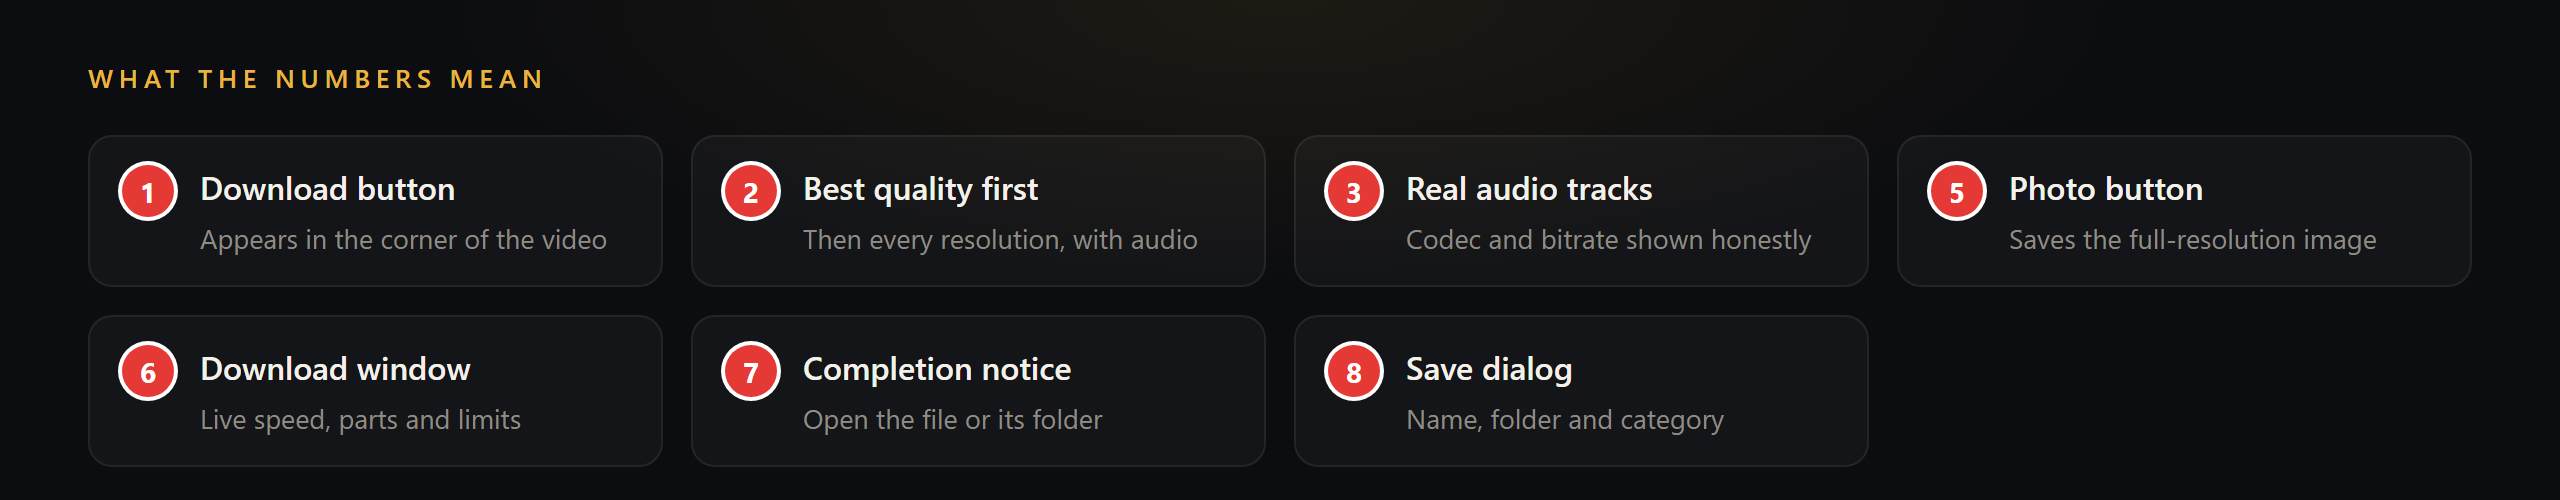 WHAT THE NUMBERS MEAN
1 Download button
Appears in the corner of the video
2 Best quality first
Then every resolution, with audio
3 Real audio tracks
Codec and bitrate shown honestly
5 Photo button
Saves the full-resolution image
6 Download window
Live speed, parts and limits
7 Completion notice
Open the file or its folder
8 Save dialog
Name, folder and category